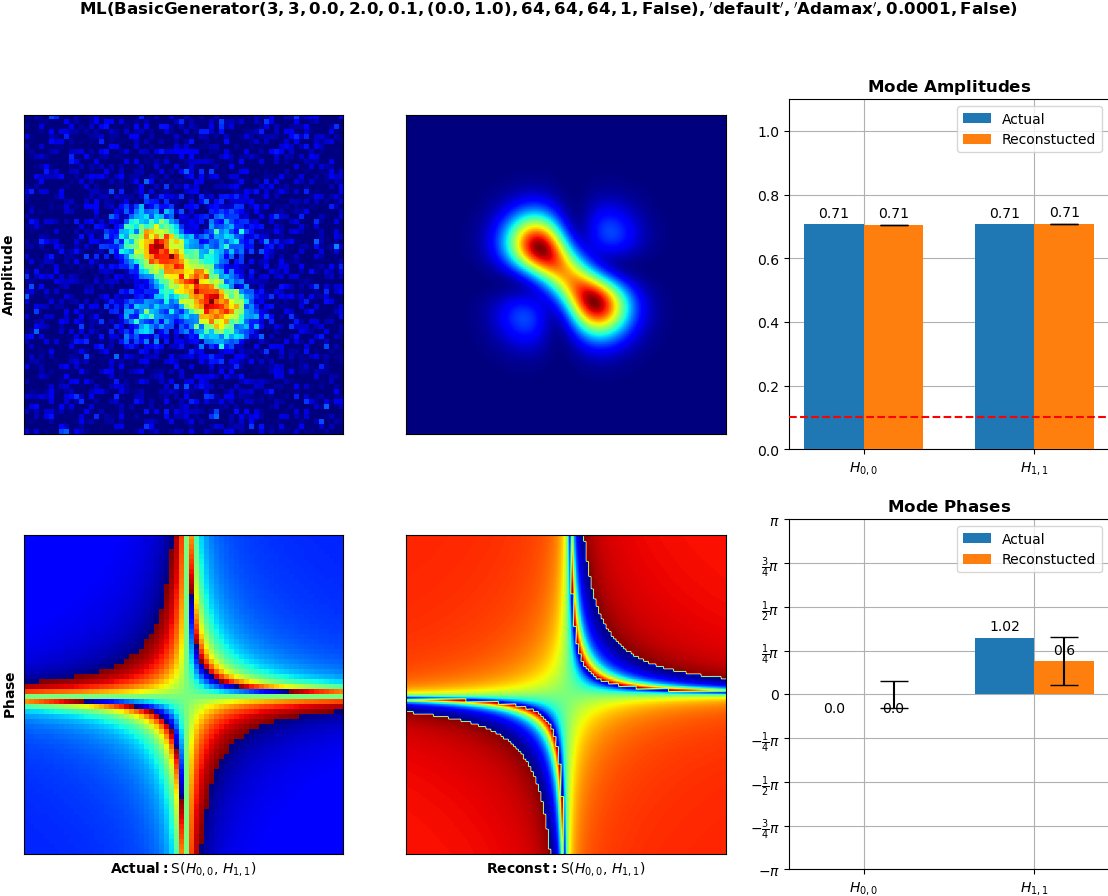 ML(BasicGenerator(3, 3, 0.0, 2.0, 0.1, (0.0, 1.0), 64, 64, 64, 1, False), ′default′, ′Adamax′, 0.0001, False)
Mode Amplitudes
Actual
Reconstucted
1.0
0.8
0.6
0.4
0.2
0.0
0.71
0.71
0.71
0.71
H0,0
H1,1
Amplitude
Mode Phases
Actual
Reconstucted
π
3/4π
1/2π
1/4π
0
−1/4π
−1/2π
−3/4π
−π
0.0
0.0
1.02
0.6
H0,0
H1,1
Phase
Actual: S(H0,0, H1,1)
Reconst: S(H0,0, H1,1)